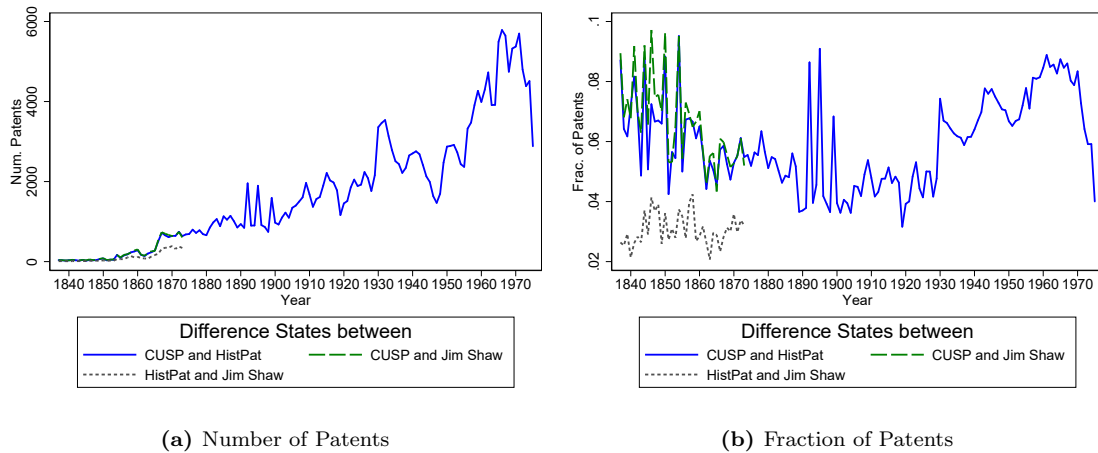 Num. Patents
0 2000 4000 6000
1840 1850 1860 1870 1880 1890 1900 1910 1920 1930 1940 1950 1960 1970
Year
Difference States between
CUSP and HistPat CUSP and Jim Shaw
HistPat and Jim Shaw
(a) Number of Patents
Frac. of Patents
.02 .04 .06 .08 .1
1840 1850 1860 1870 1880 1890 1900 1910 1920 1930 1940 1950 1960 1970
Year
Difference States between
CUSP and HistPat CUSP and Jim Shaw
HistPat and Jim Shaw
(b) Fraction of Patents